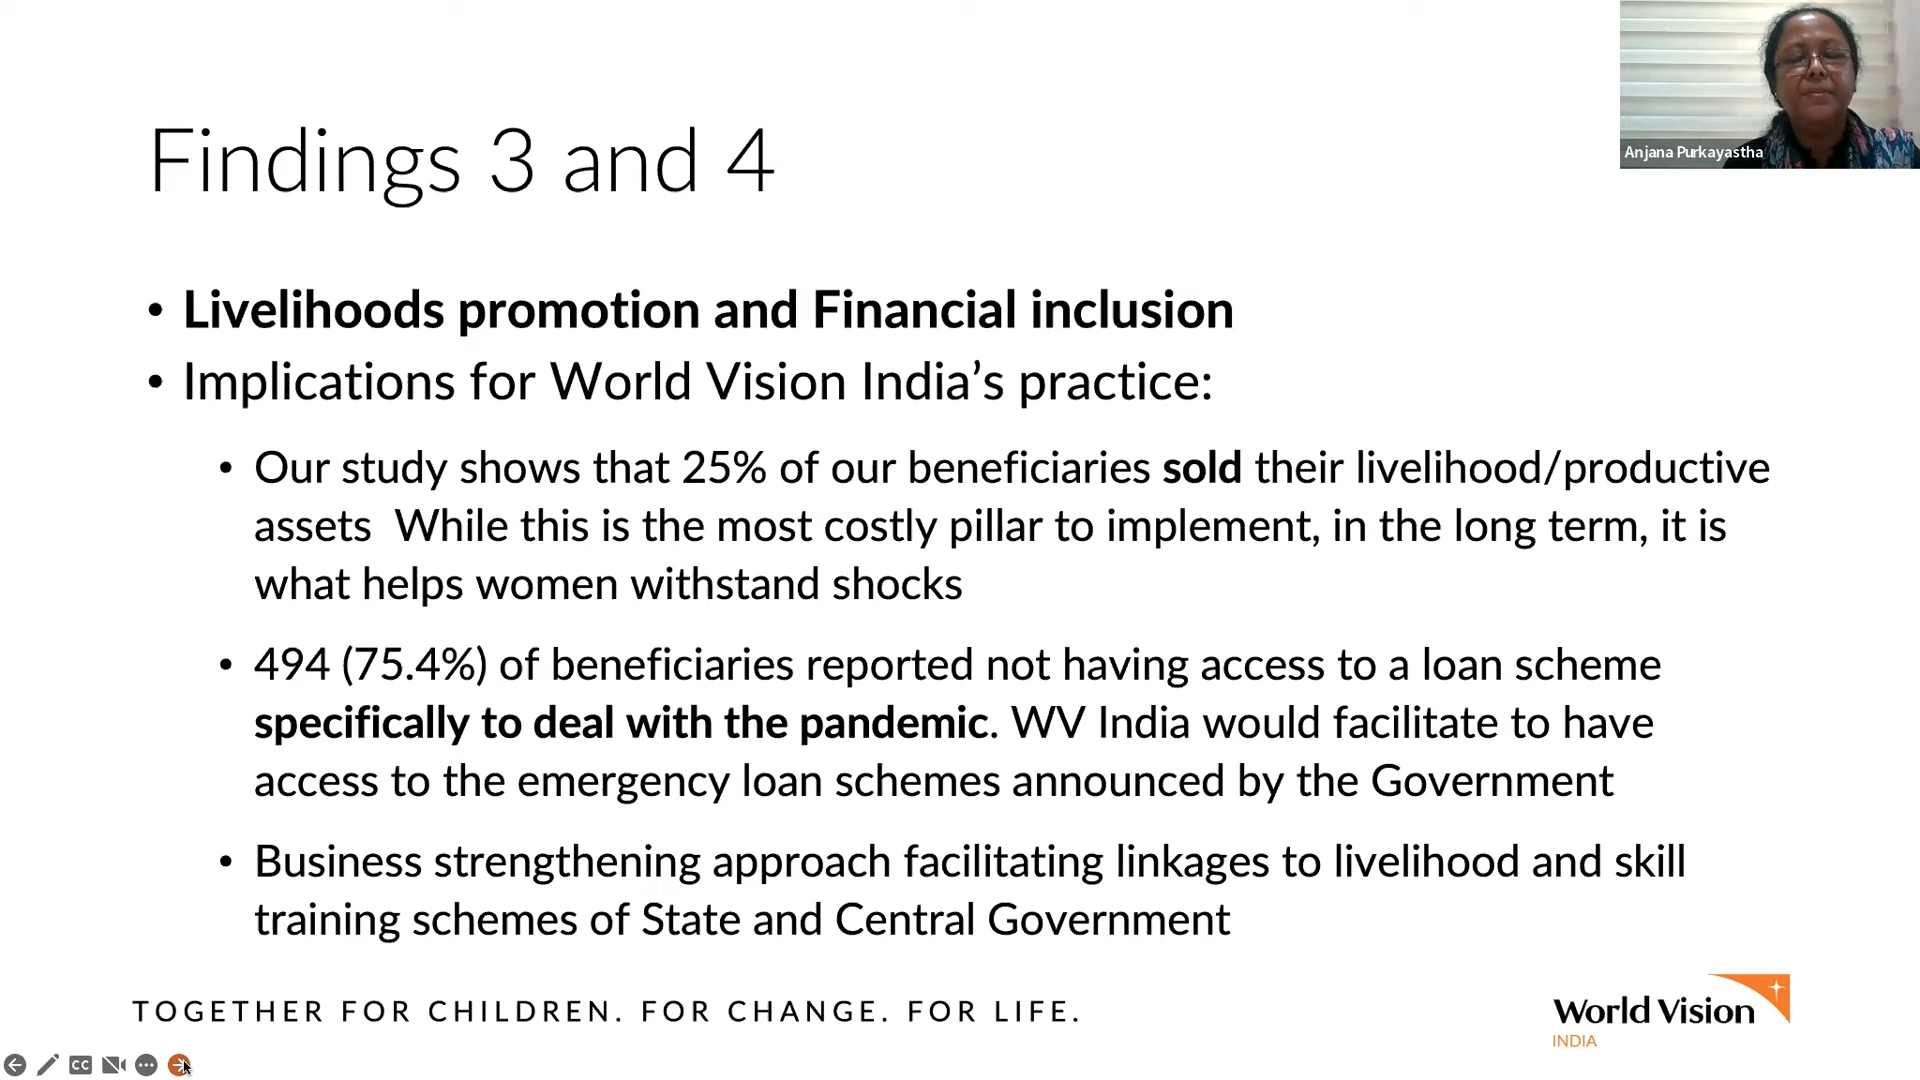 Anjana Purkayastha
Findings 3 and 4
• Livelihoods promotion and Financial inclusion
• Implications for World Vision India’s practice:
• Our study shows that 25% of our beneficiaries sold their livelihood/productive
assets  While this is the most costly pillar to implement, in the long term, it is
what helps women withstand shocks
• 494 (75.4%) of beneficiaries reported not having access to a loan scheme
specifically to deal with the pandemic. WV India would facilitate to have
access to the emergency loan schemes announced by the Government
• Business strengthening approach facilitating linkages to livelihood and skill
training schemes of State and Central Government
TOGETHER FOR CHILDREN. FOR CHANGE. FOR LIFE.
World Vision
INDIA
CC